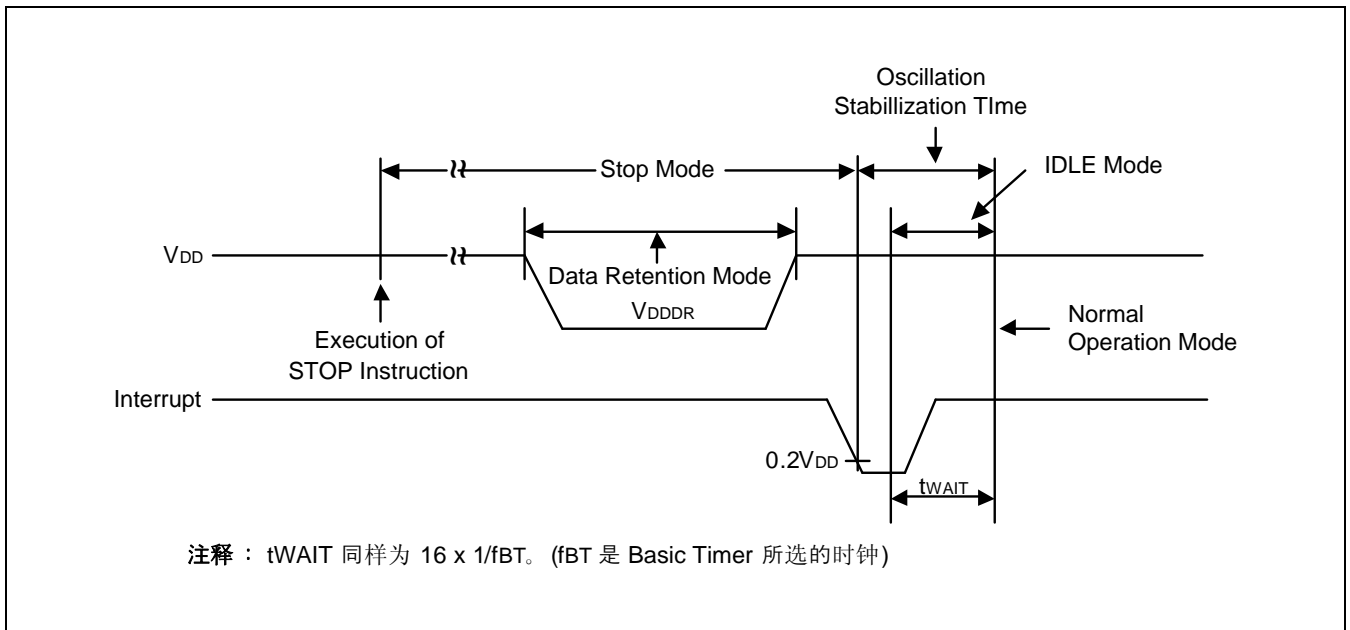 Oscillation
Stabillization TIme
Stop Mode
IDLE Mode
VDD
Data Retention Mode
VDDDR
Execution of
STOP Instruction
Normal
Operation Mode
Interrupt
0.2VDD
tWAIT
注释 ： tWAIT 同样为 16 x 1/fBT。 (fBT 是 Basic Timer 所选的时钟)